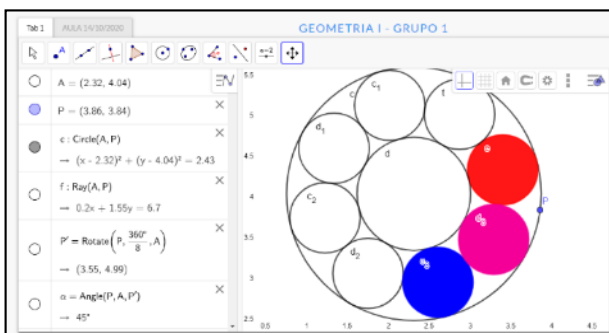 Tab 1 AULA 14/10/2020 GEOMETRIA I - GRUPO 1
A = (2.32, 4.04)
P = (3.86, 3.84)
c : Circle(A, P)
→ (x - 2.32)² + (y - 4.04)² = 2.43
f : Ray(A, P)
→ 0.2x + 1.55y = 6.7
P' = Rotate(P, 360°/8, A)
→ (3.55, 4.99)
α = Angle(P, A, P')
→ 45°
5.5
5
4.5
4
3.5
3
2.5
0.5 1 1.5 2 2.5 3 3.5 4 4.5
c
c₁
d₁
d
c₂
d₂
e
P